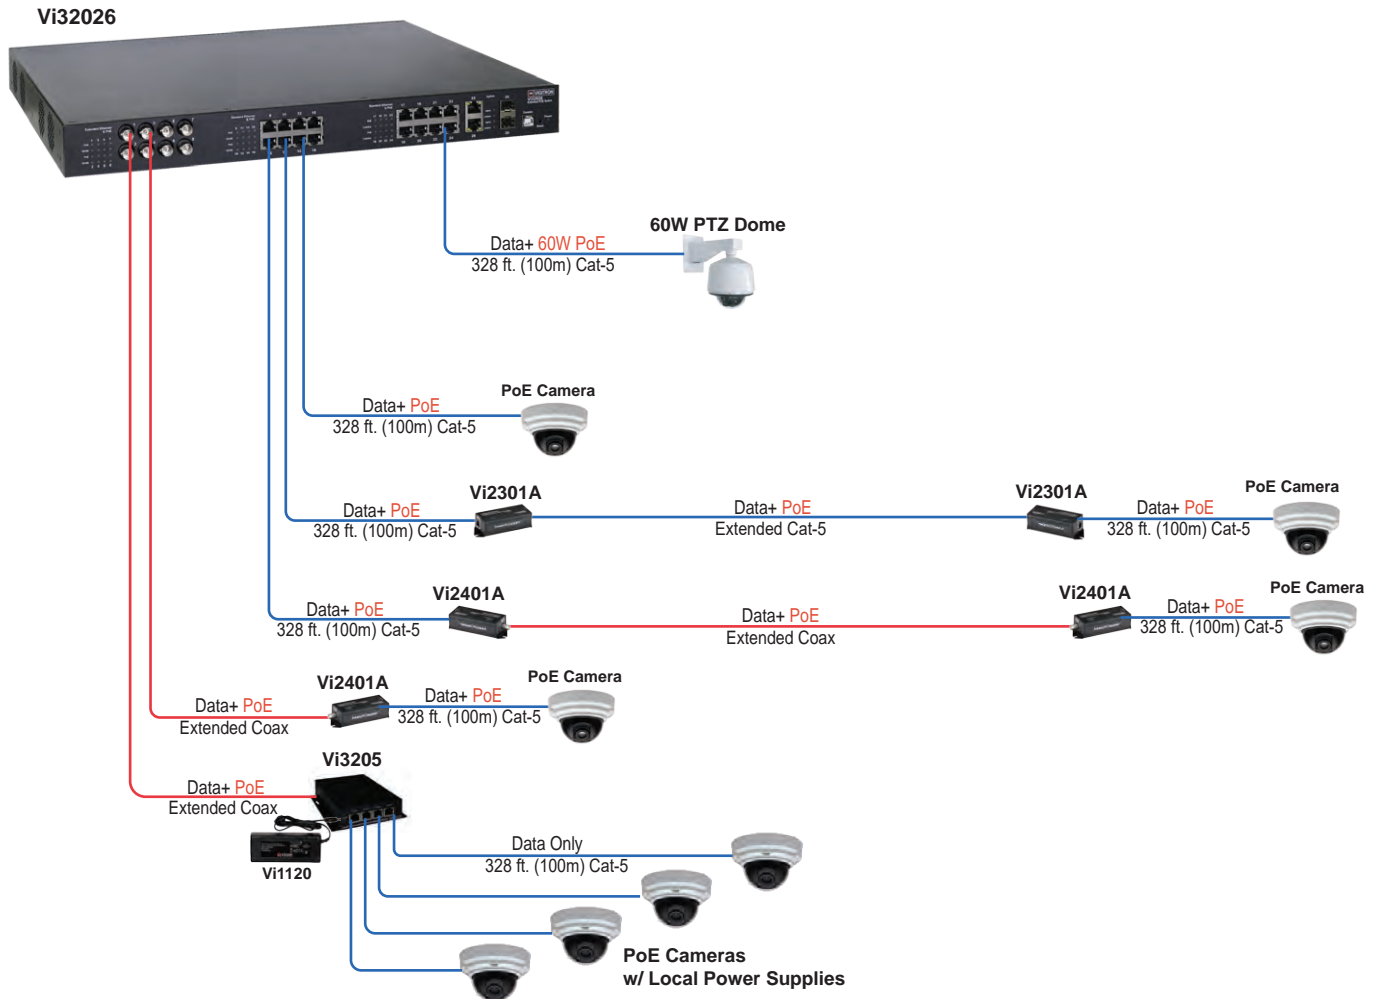 Vi32026
60W PTZ Dome
Data+ 60W PoE
328 ft. (100m) Cat-5
PoE Camera
Data+ PoE
328 ft. (100m) Cat-5
Vi2301A
Vi2301A
PoE Camera
Data+ PoE
328 ft. (100m) Cat-5
Data+ PoE
Extended Cat-5
Data+ PoE
328 ft. (100m) Cat-5
Vi2401A
Vi2401A
PoE Camera
Data+ PoE
328 ft. (100m) Cat-5
Data+ PoE
Extended Coax
Data+ PoE
328 ft. (100m) Cat-5
Vi2401A
PoE Camera
Data+ PoE
Extended Coax
Data+ PoE
328 ft. (100m) Cat-5
Vi3205
Data+ PoE
Extended Coax
Vi1120
Data Only
328 ft. (100m) Cat-5
PoE Cameras
w/ Local Power Supplies